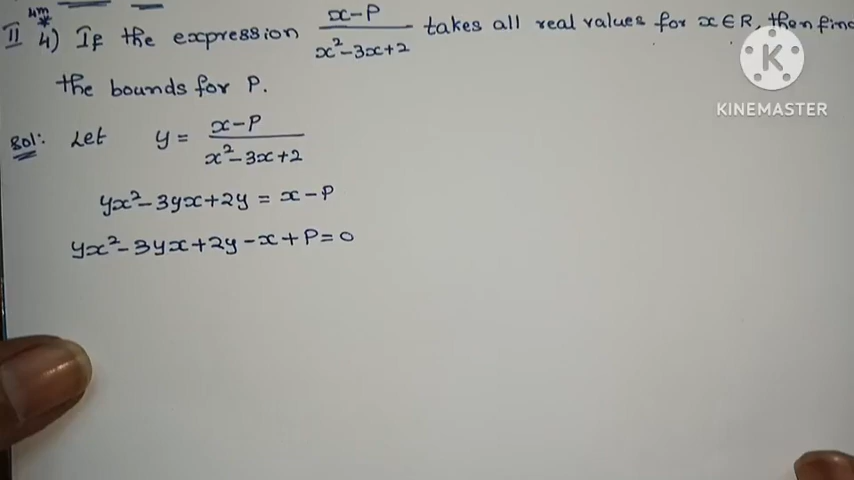 4m
II 4) If the expression x-P / x²-3x+2 takes all real values for x∈R, then find
the bounds for P.
K
KINEMASTER
Sol: Let y = x-P / x²-3x+2
yx²-3yx+2y = x-P
yx²-3yx+2y-x+P=0